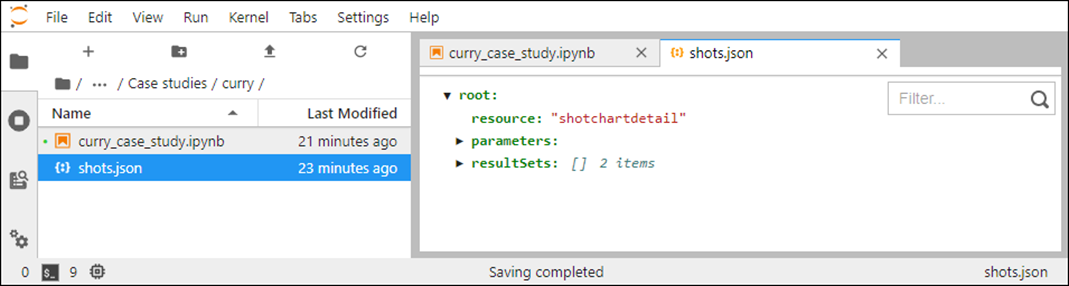 File Edit View Run Kernel Tabs Settings Help
/ ... / Case studies / curry /
Name Last Modified
curry_case_study.ipynb 21 minutes ago
shots.json 23 minutes ago
curry_case_study.ipynb shots.json
Filter...
root:
resource: "shotchartdetail"
parameters:
resultSets: [] 2 items
0 $_ 9 Saving completed shots.json